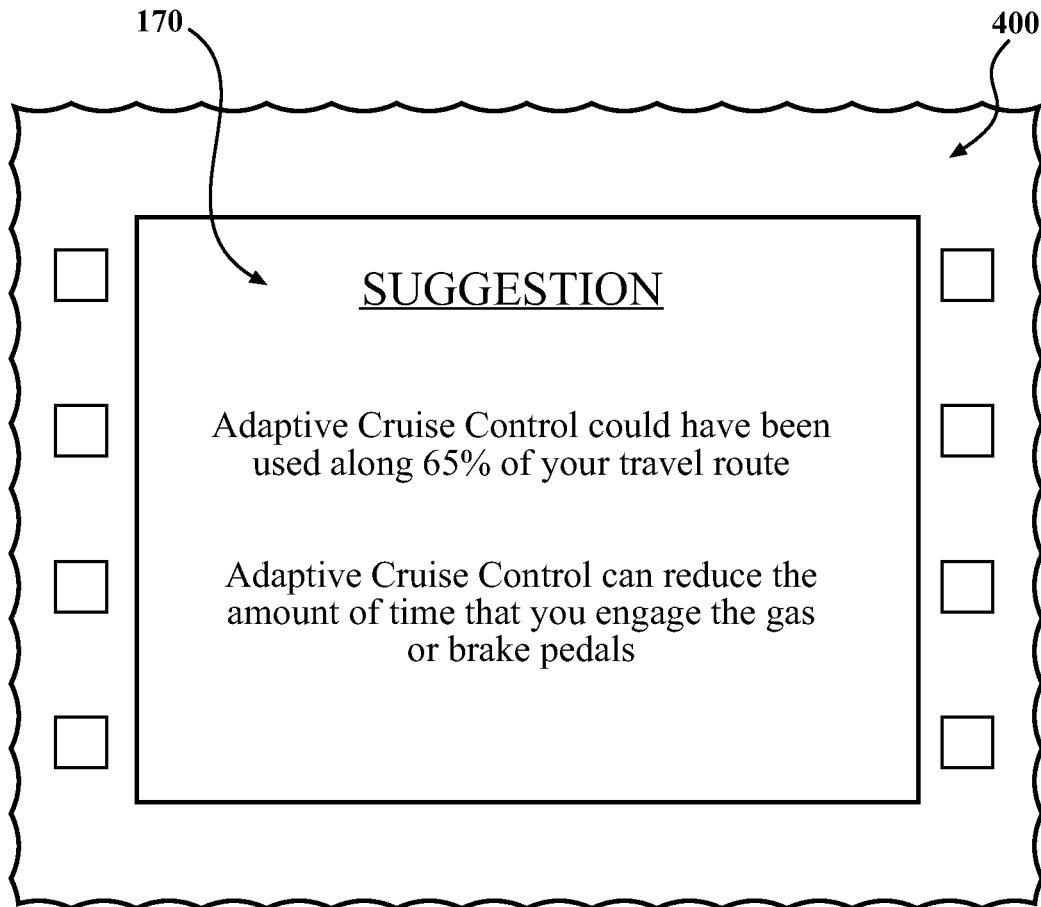 170
400
SUGGESTION
Adaptive Cruise Control could have been
used along 65% of your travel route
Adaptive Cruise Control can reduce the
amount of time that you engage the gas
or brake pedals